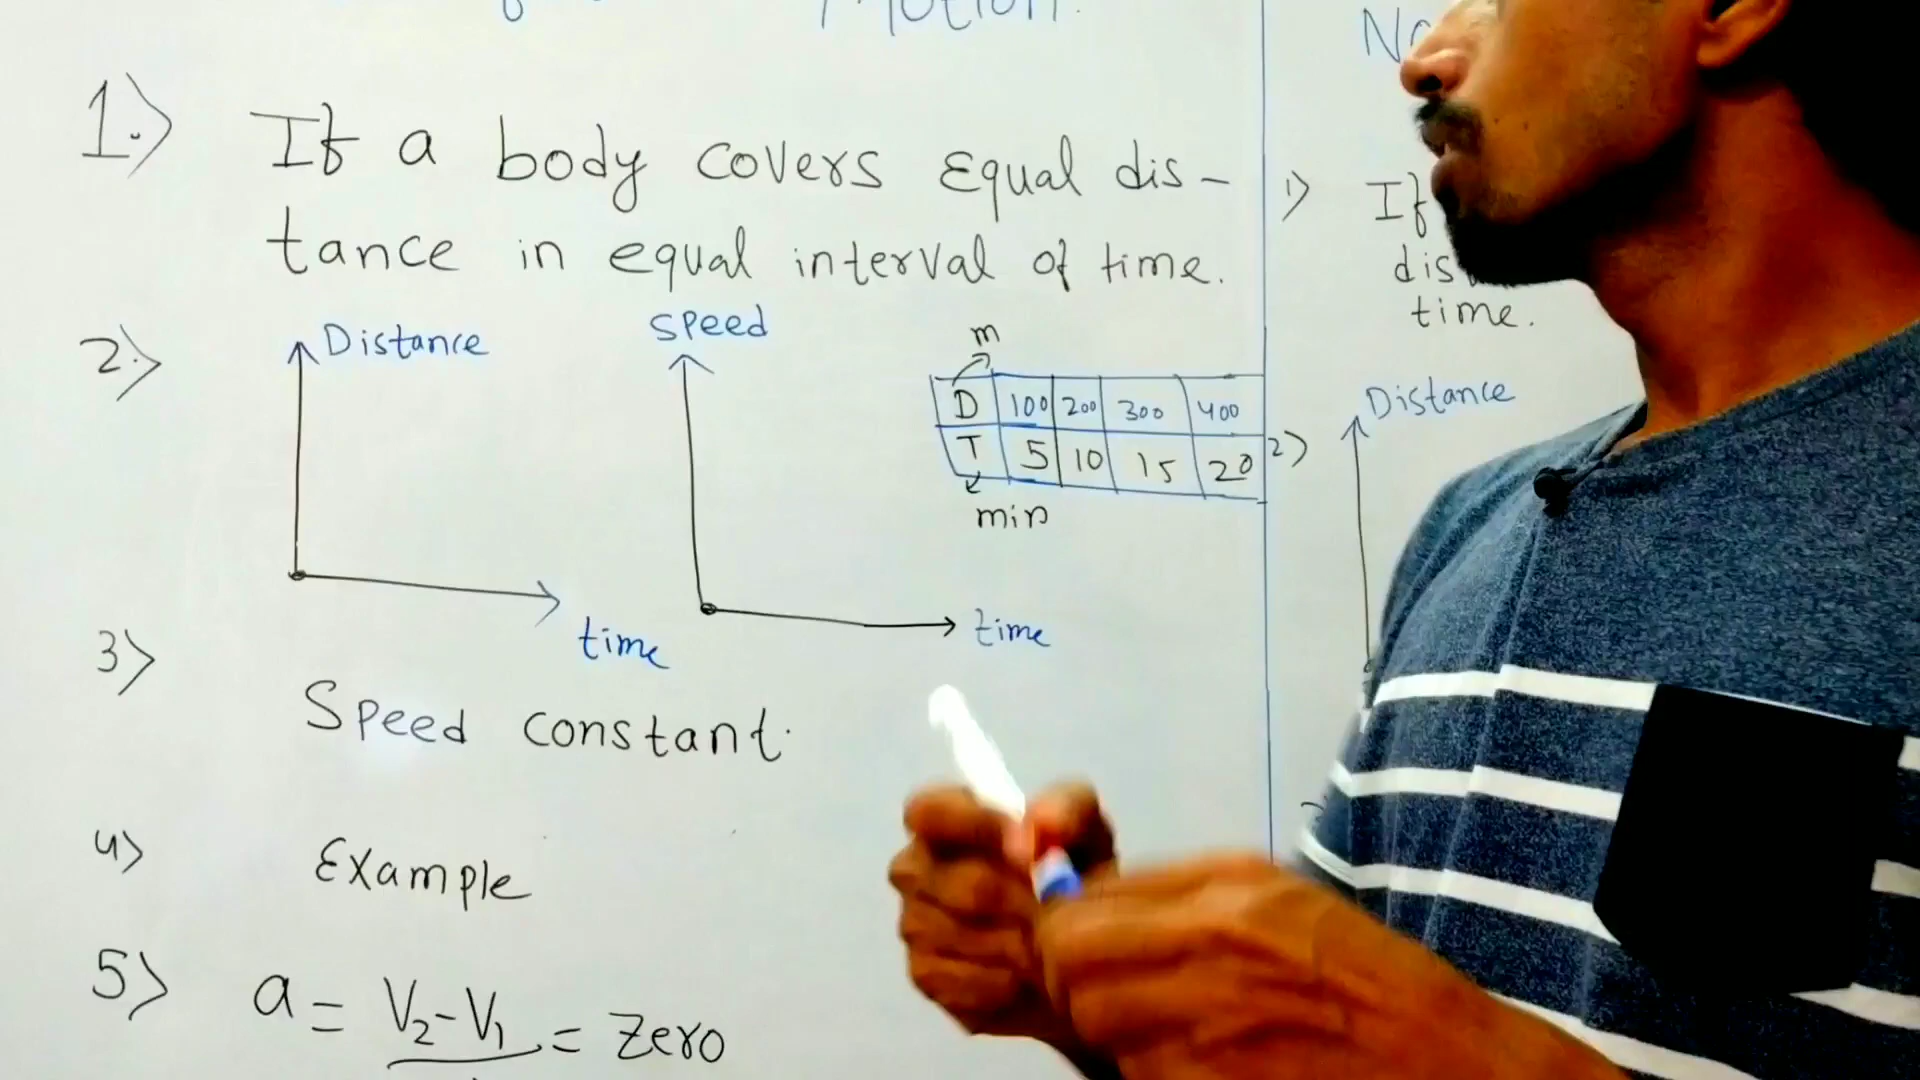 Motion.
1.) If a body covers Equal dis-
tance in equal interval of time.
2.)
Distance
time
speed
time
m
D 100 200 300 400
T 5 10 15 20
min
3) Speed constant.
4) Example
5) a = V2-V1 = Zero
1) If
dis
time.
2)
Distance